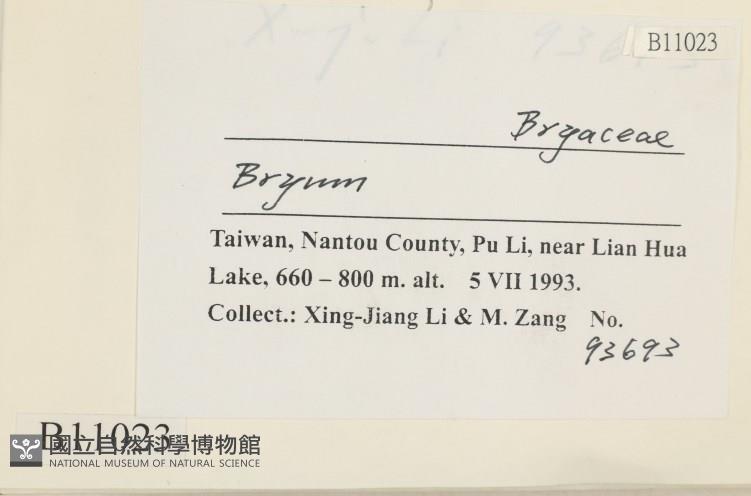 B11023
Bryaceae
Bryum
Taiwan, Nantou County, Pu Li, near Lian Hua
Lake, 660 – 800 m. alt. 5 VII 1993.
Collect.: Xing-Jiang Li & M. Zang No.
93693
B11023
國立自然科學博物館
NATIONAL MUSEUM OF NATURAL SCIENCE